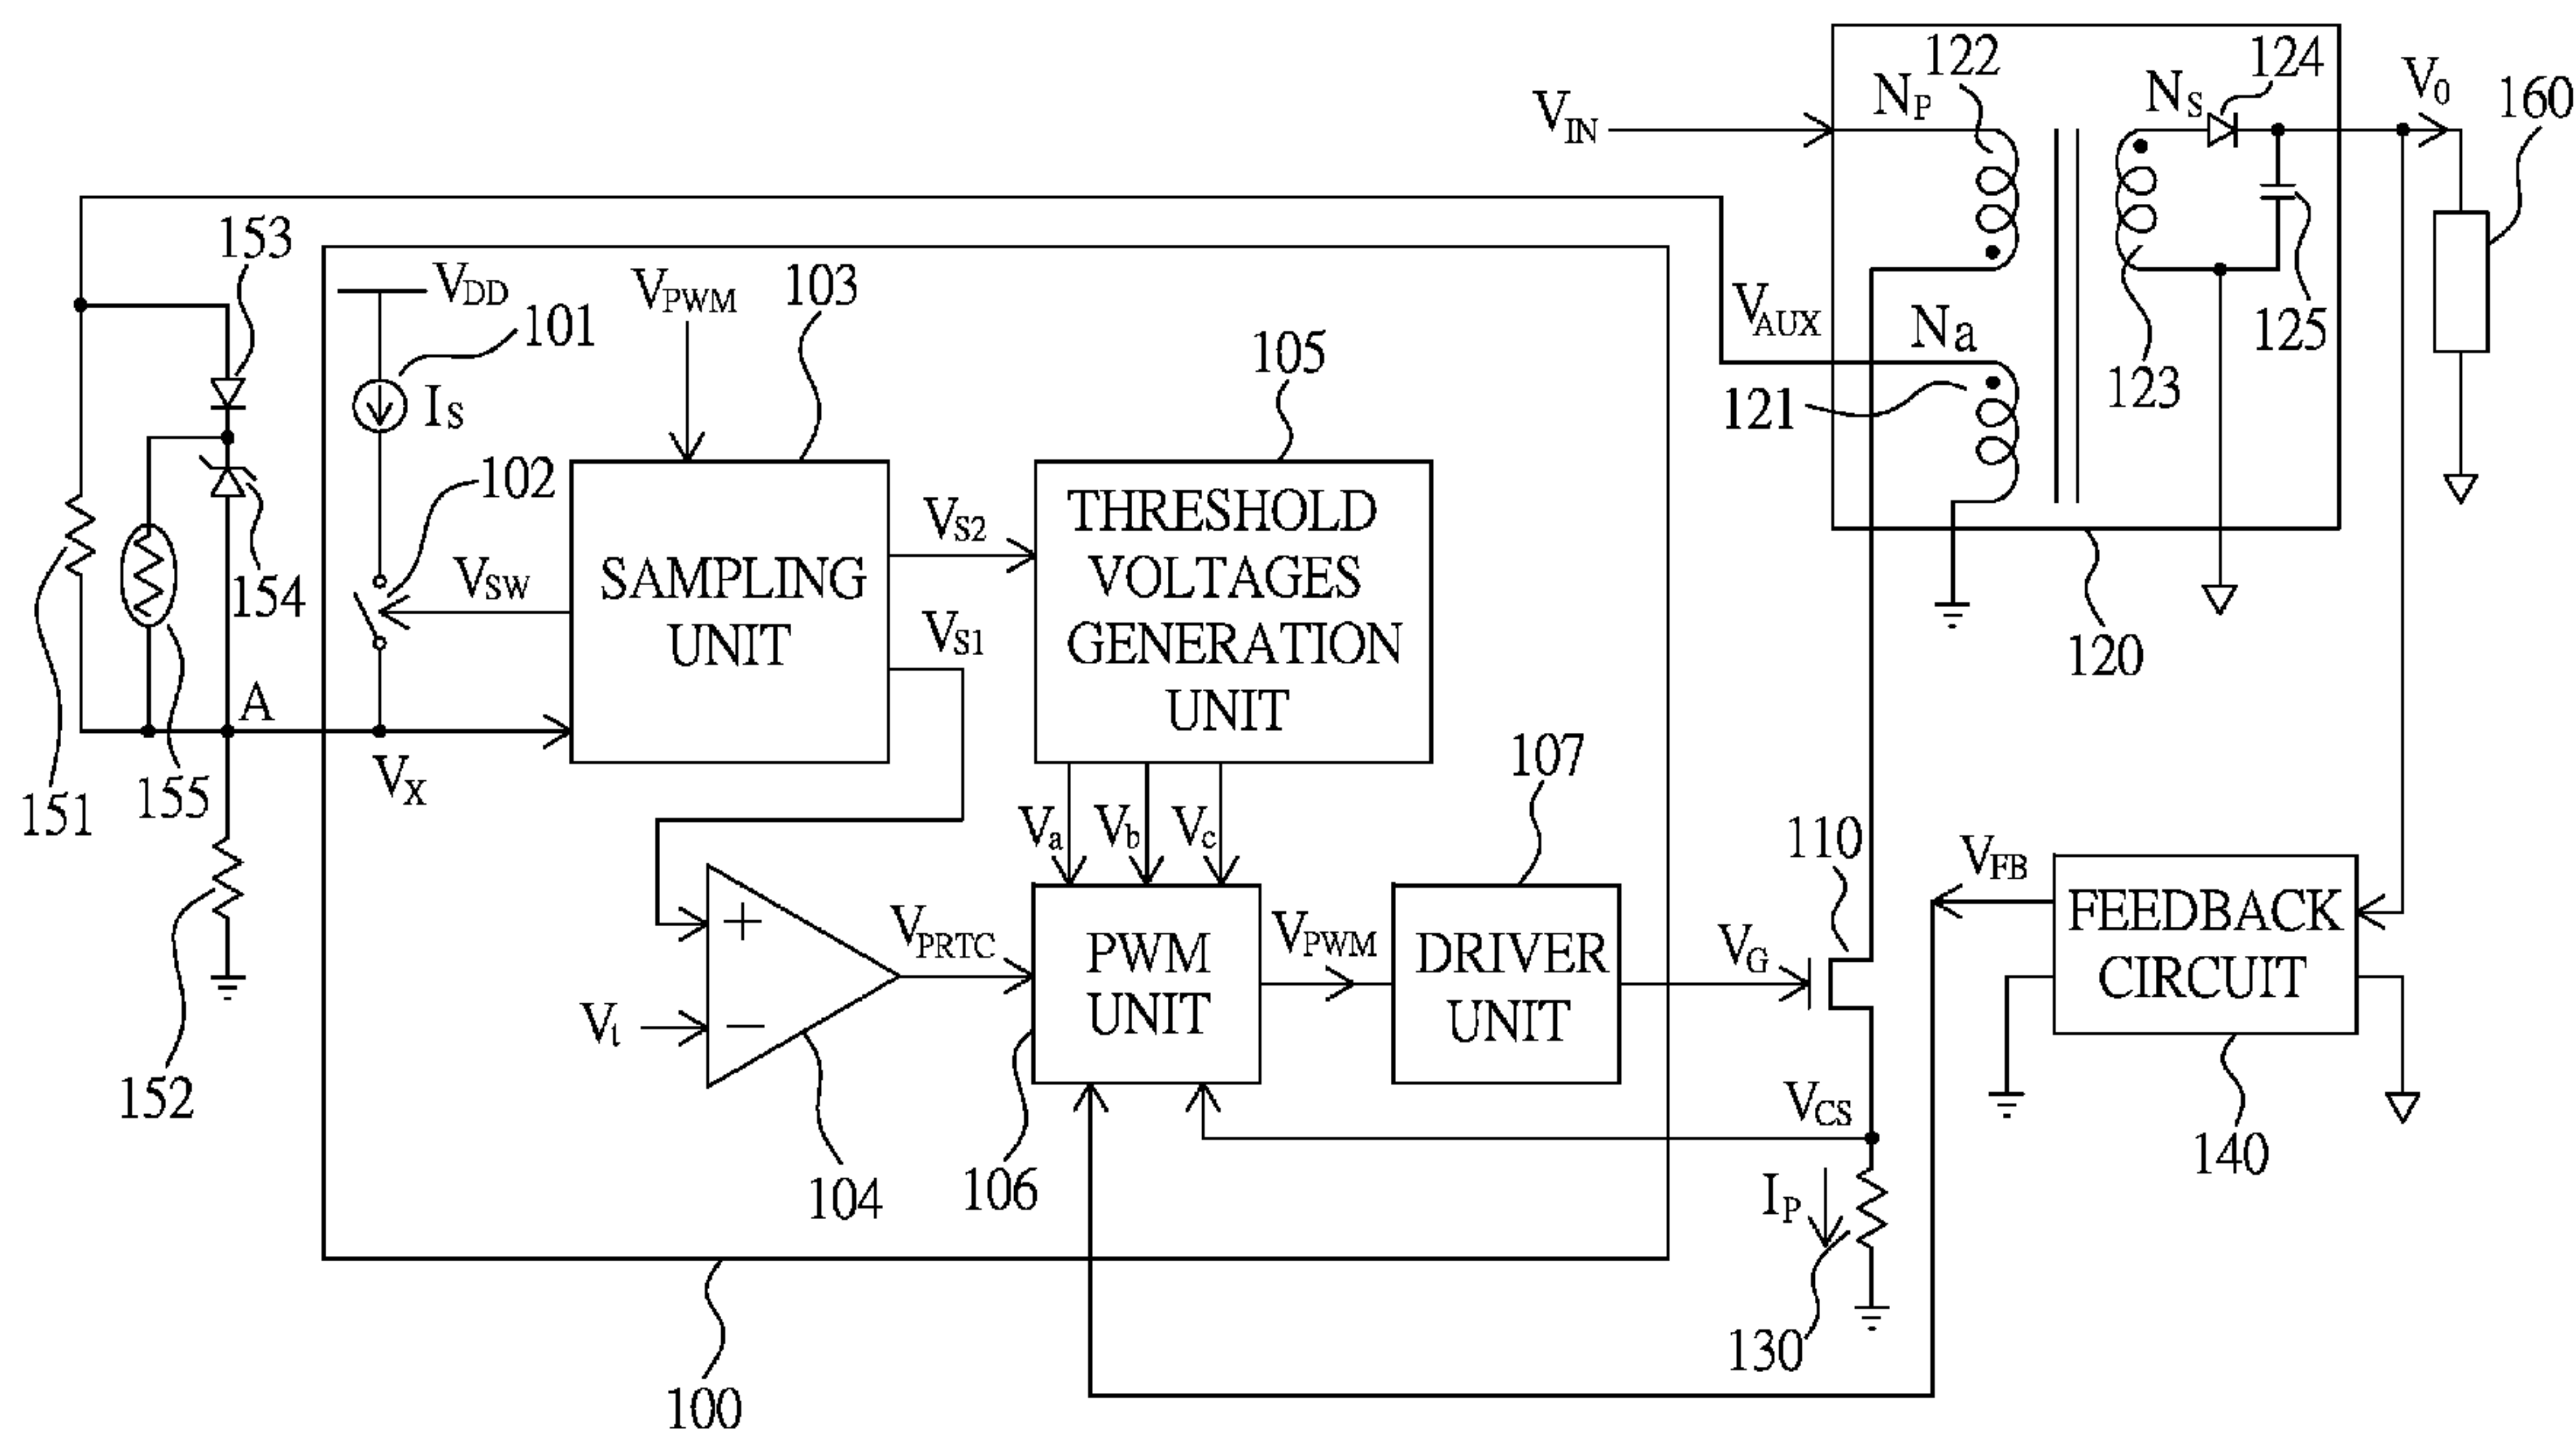 122
124
V0
160
NP
NS
VIN
153
VDD
VPWM
103
VAUX
Na
125
101
105
IS
121
123
102
THRESHOLD
VOLTAGES
GENERATION
UNIT
VS2
SAMPLING
UNIT
VSW
154
VS1
120
A
VX
107
151
155
Va
Vb
Vc
110
VFB
FEEDBACK
CIRCUIT
+
VPRTC
PWM
UNIT
VPWM
DRIVER
UNIT
VG
Vt
−
152
VCS
140
104
106
IP
130
100